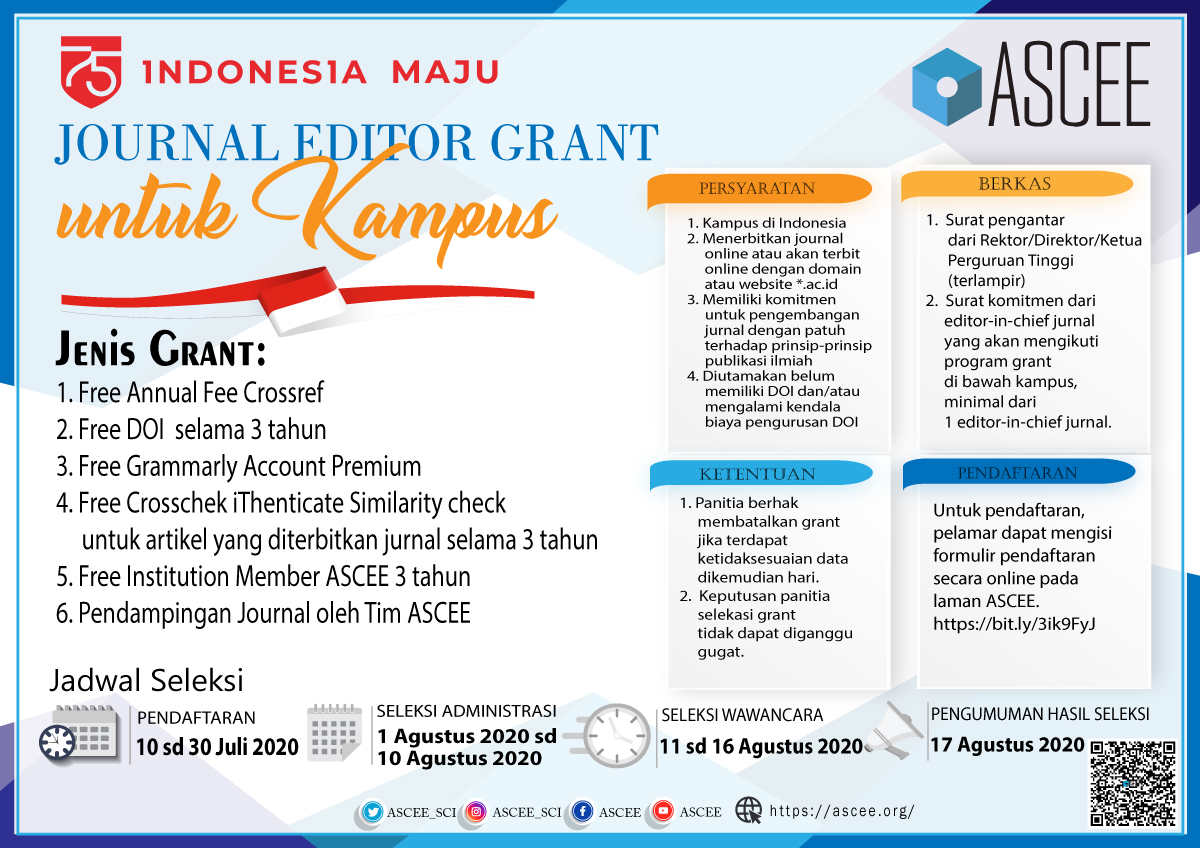 75
1NDONES1A MAJU
ASCEE
JOURNAL EDITOR GRANT
untuk Kampus
JENIS GRANT:
1. Free Annual Fee Crossref
2. Free DOI selama 3 tahun
3. Free Grammarly Account Premium
4. Free Crosschek iThenticate Similarity check
untuk artikel yang diterbitkan jurnal selama 3 tahun
5. Free Institution Member ASCEE 3 tahun
6. Pendampingan Journal oleh Tim ASCEE
PERSYARATAN
1. Kampus di Indonesia
2. Menerbitkan journal
online atau akan terbit
online dengan domain
atau website *.ac.id
3. Memiliki komitmen
untuk pengembangan
jurnal dengan patuh
terhadap prinsip-prinsip
publikasi ilmiah
4. Diutamakan belum
memiliki DOI dan/atau
mengalami kendala
biaya pengurusan DOI
BERKAS
1. Surat pengantar
dari Rektor/Direktor/Ketua
Perguruan Tinggi
(terlampir)
2. Surat komitmen dari
editor-in-chief jurnal
yang akan mengikuti
program grant
di bawah kampus,
minimal dari
1 editor-in-chief jurnal.
KETENTUAN
1. Panitia berhak
membatalkan grant
jika terdapat
ketidaksesuaian data
dikemudian hari.
2. Keputusan panitia
selekasi grant
tidak dapat diganggu
gugat.
PENDAFTARAN
Untuk pendaftaran,
pelamar dapat mengisi
formulir pendaftaran
secara online pada
laman ASCEE.
https://bit.ly/3ik9FyJ
Jadwal Seleksi
PENDAFTARAN
10 sd 30 Juli 2020
SELEKSI ADMINISTRASI
1 Agustus 2020 sd
10 Agustus 2020
SELEKSI WAWANCARA
11 sd 16 Agustus 2020
PENGUMUMAN HASIL SELEKSI
17 Agustus 2020
ASCEE_SCI ASCEE_SCI ASCEE ASCEE https://ascee.org/